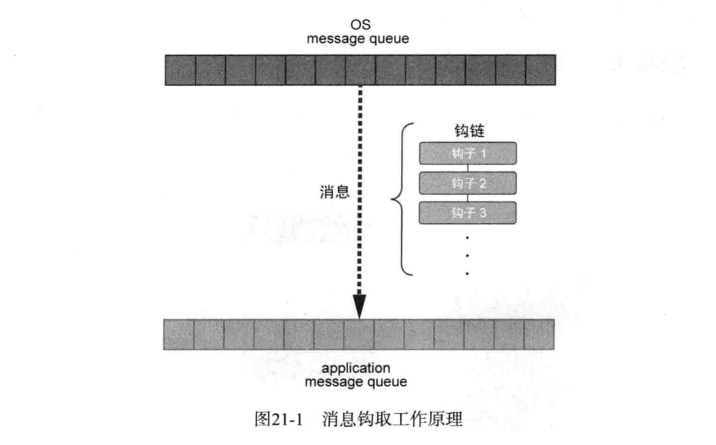 OS
message queue
钩链
钩子 1
钩子 2
消息
钩子 3
application
message queue
图21-1 消息钩取工作原理